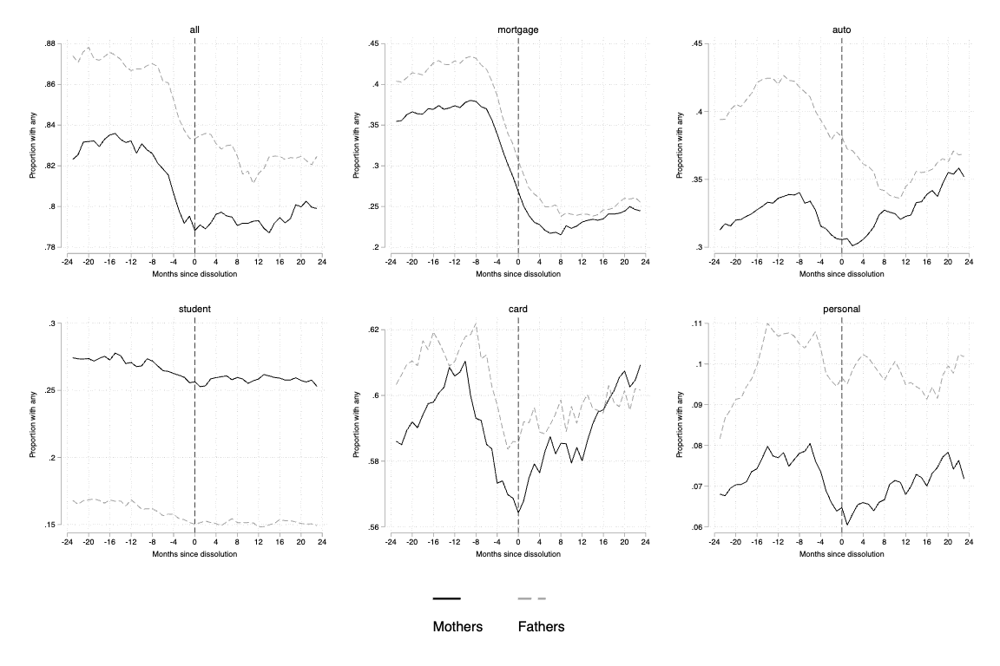 all
Proportion with any
.88
.86
.84
.82
.8
.78
-24 -20 -16 -12 -8 -4 0 4 8 12 16 20 24
Months since dissolution
mortgage
Proportion with any
.45
.4
.35
.3
.25
.2
-24 -20 -16 -12 -8 -4 0 4 8 12 16 20 24
Months since dissolution
auto
Proportion with any
.45
.4
.35
.3
-24 -20 -16 -12 -8 -4 0 4 8 12 16 20 24
Months since dissolution
student
Proportion with any
.3
.25
.2
.15
-24 -20 -16 -12 -8 -4 0 4 8 12 16 20 24
Months since dissolution
card
Proportion with any
.62
.6
.58
.56
-24 -20 -16 -12 -8 -4 0 4 8 12 16 20 24
Months since dissolution
personal
Proportion with any
.11
.1
.09
.08
.07
.06
-24 -20 -16 -12 -8 -4 0 4 8 12 16 20 24
Months since dissolution
Mothers Fathers